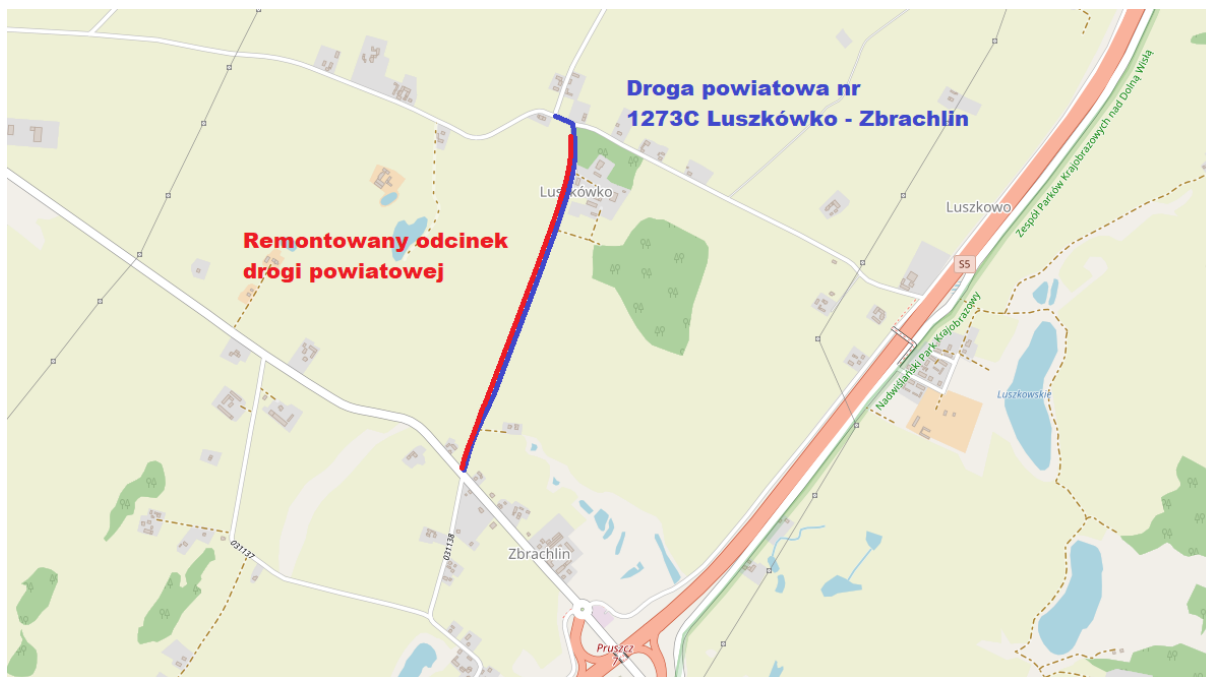 Droga powiatowa nr
1273C Luszkówko - Zbrachlin
Luszkówko
Luszkowo
Zespół Parków Krajobrazowych nad Dolną Wisłą
Remontowany odcinek
drogi powiatowej
S5
Nadwiślański Park Krajobrazowy
Luszkowskie
031137
031138
Zbrachlin
Pruszcz